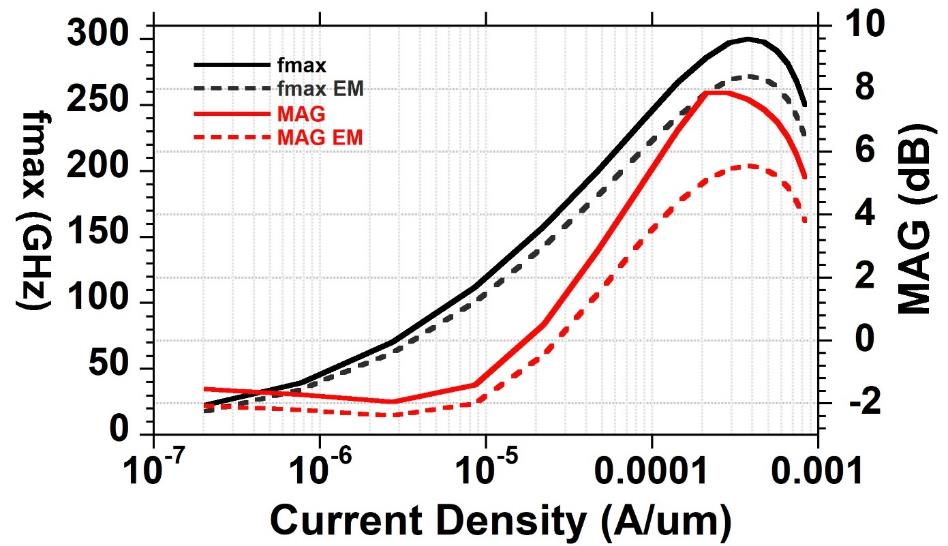 fmax
fmax EM
MAG
MAG EM
fmax (GHz)
300
250
200
150
100
50
0
MAG (dB)
10
8
6
4
2
0
-2
10-7
10-6
10-5
0.0001
0.001
Current Density (A/um)